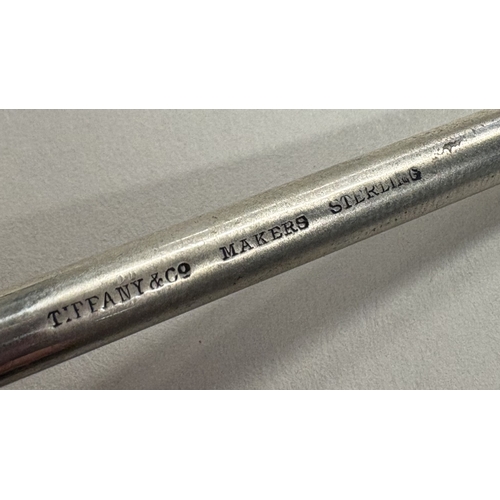 TIFFANY & Co MAKERS STERLING